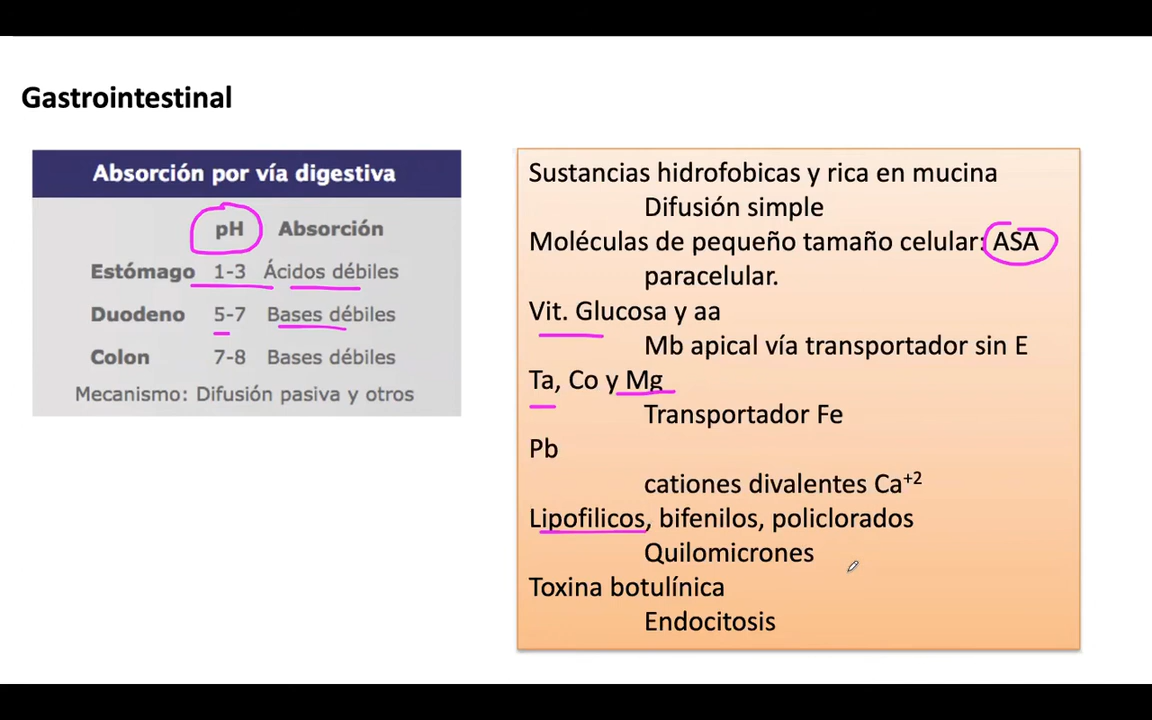 Gastrointestinal
Absorción por vía digestiva
pH Absorción
Estómago 1-3 Ácidos débiles
Duodeno 5-7 Bases débiles
Colon 7-8 Bases débiles
Mecanismo: Difusión pasiva y otros
Sustancias hidrofobicas y rica en mucina
Difusión simple
Moléculas de pequeño tamaño celular: ASA
paracelular.
Vit. Glucosa y aa
Mb apical vía transportador sin E
Ta, Co y Mg
Transportador Fe
Pb
cationes divalentes Ca⁺²
Lipofilicos, bifenilos, policlorados
Quilomicrones
Toxina botulínica
Endocitosis